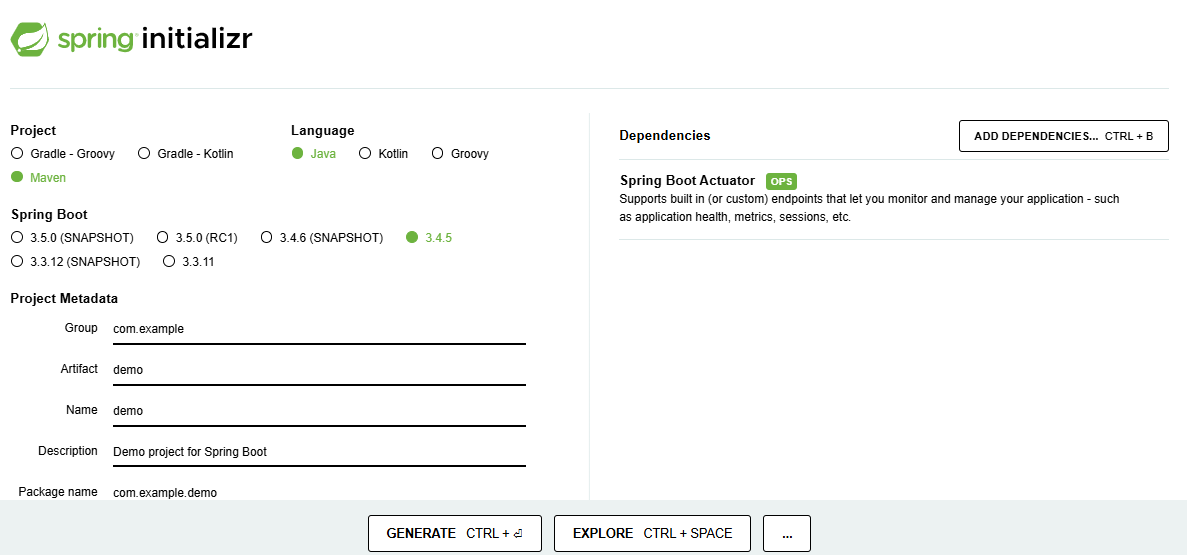 spring initializr
Project
Gradle - Groovy Gradle - Kotlin
Maven
Language
Java Kotlin Groovy
Spring Boot
3.5.0 (SNAPSHOT) 3.5.0 (RC1) 3.4.6 (SNAPSHOT) 3.4.5
3.3.12 (SNAPSHOT) 3.3.11
Project Metadata
Group com.example
Artifact demo
Name demo
Description Demo project for Spring Boot
Package name com.example.demo
Dependencies
ADD DEPENDENCIES... CTRL + B
Spring Boot Actuator OPS
Supports built in (or custom) endpoints that let you monitor and manage your application - such
as application health, metrics, sessions, etc.
GENERATE CTRL + ⏎
EXPLORE CTRL + SPACE
...